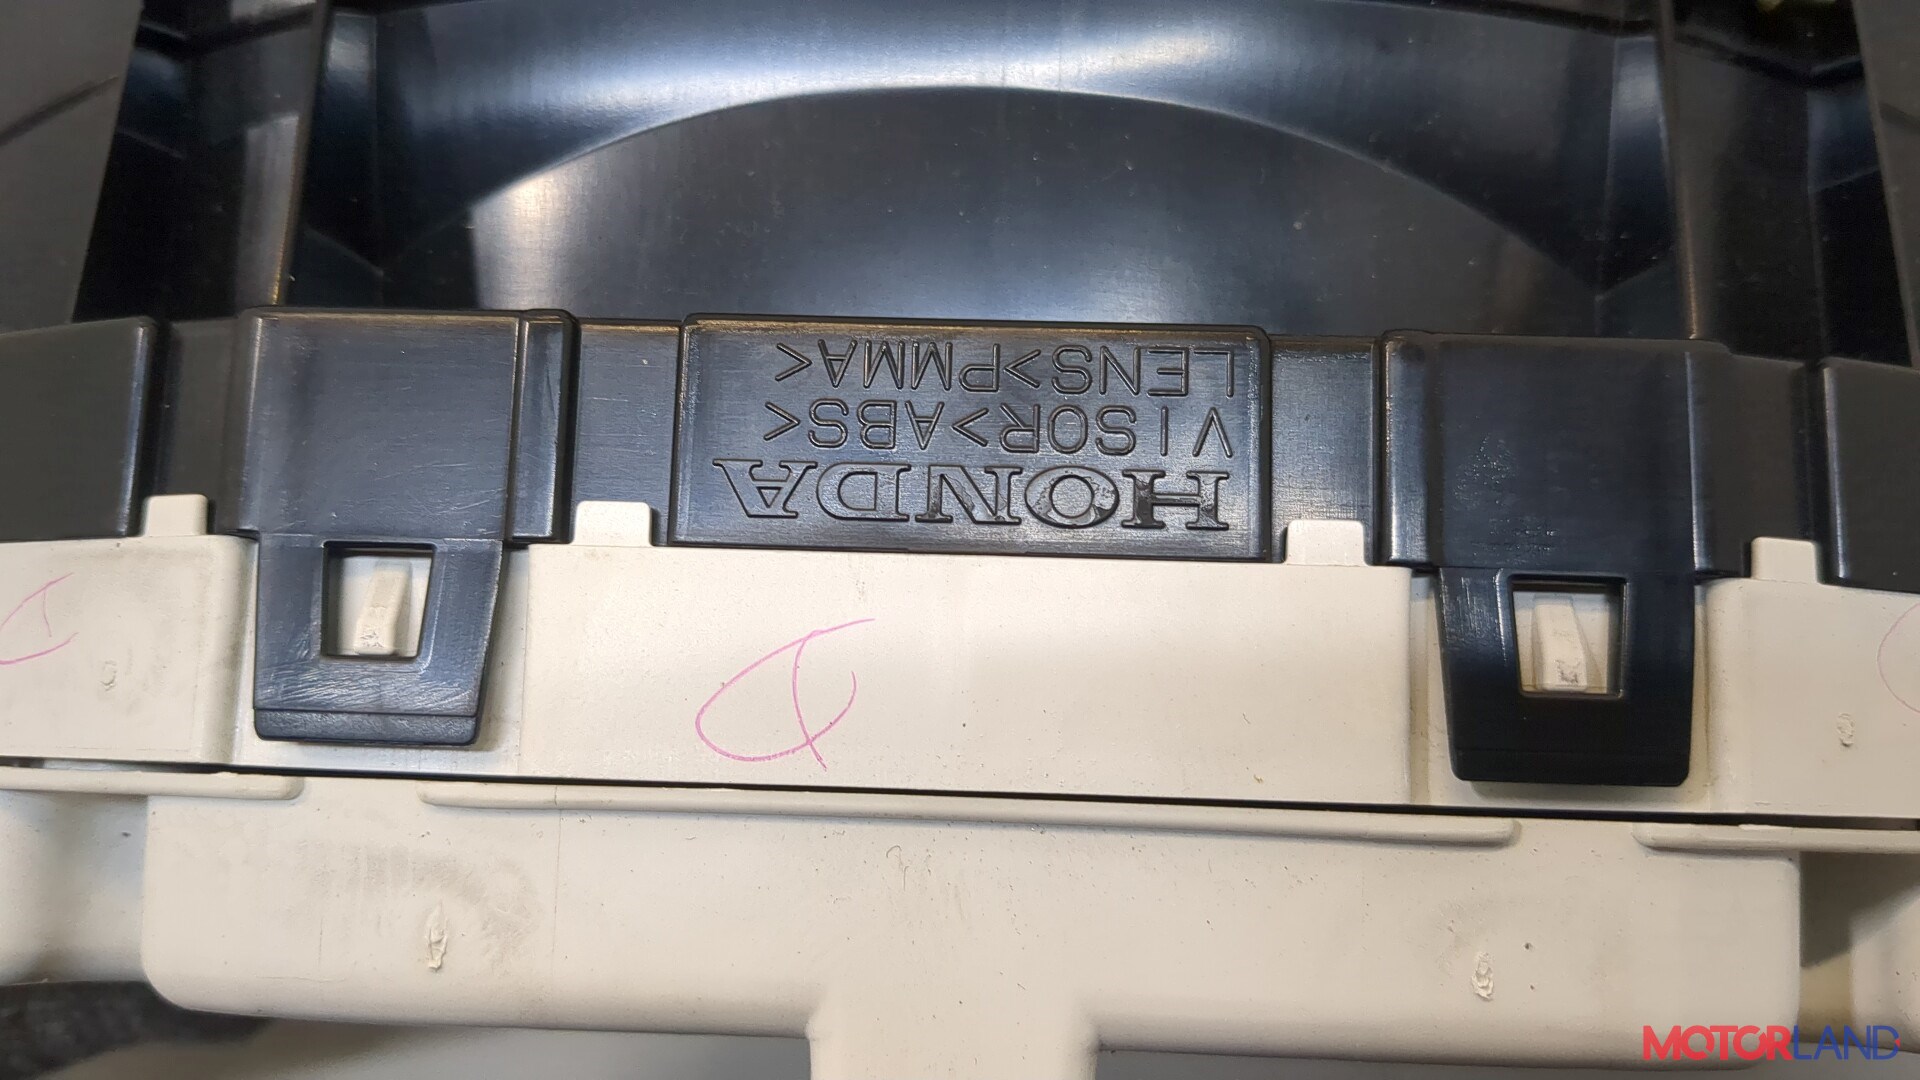 HONDA
VISOR>ABS<
LENS>PMMA<
MOTORLAND